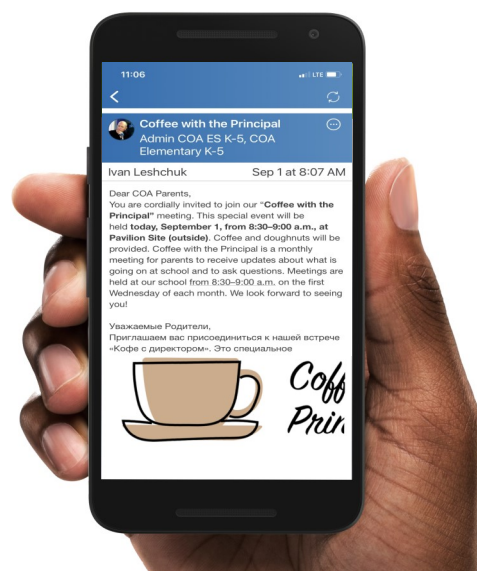 11:06
LTE
Coffee with the Principal
Admin COA ES K-5, COA
Elementary K-5
Ivan Leshchuk Sep 1 at 8:07 AM
Dear COA Parents,
You are cordially invited to join our "Coffee with the
Principal" meeting. This special event will be
held today, September 1, from 8:30–9:00 a.m., at
Pavilion Site (outside). Coffee and doughnuts will be
provided. Coffee with the Principal is a monthly
meeting for parents to receive updates about what is
going on at school and to ask questions. Meetings are
held at our school from 8:30–9:00 a.m. on the first
Wednesday of each month. We look forward to seeing
you!
Уважаемые Родители,
Приглашаем вас присоединиться к нашей встрече
«Кофе с директором». Это специальное
Coff
Prin